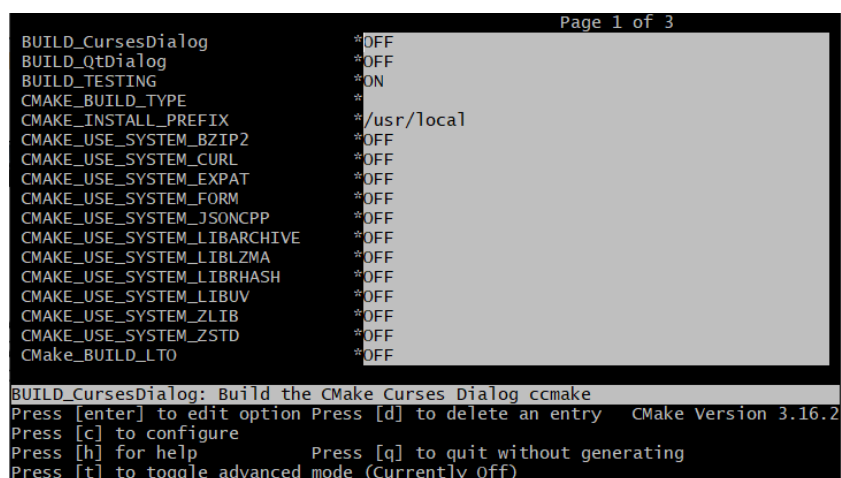 Page 1 of 3
BUILD_CursesDialog *OFF
BUILD_QtDialog *OFF
BUILD_TESTING *ON
CMAKE_BUILD_TYPE *
CMAKE_INSTALL_PREFIX */usr/local
CMAKE_USE_SYSTEM_BZIP2 *OFF
CMAKE_USE_SYSTEM_CURL *OFF
CMAKE_USE_SYSTEM_EXPAT *OFF
CMAKE_USE_SYSTEM_FORM *OFF
CMAKE_USE_SYSTEM_JSONCPP *OFF
CMAKE_USE_SYSTEM_LIBARCHIVE *OFF
CMAKE_USE_SYSTEM_LIBLZMA *OFF
CMAKE_USE_SYSTEM_LIBRHASH *OFF
CMAKE_USE_SYSTEM_LIBUV *OFF
CMAKE_USE_SYSTEM_ZLIB *OFF
CMAKE_USE_SYSTEM_ZSTD *OFF
CMake_BUILD_LTO *OFF
BUILD_CursesDialog: Build the CMake Curses Dialog ccmake
Press [enter] to edit option Press [d] to delete an entry CMake Version 3.16.2
Press [c] to configure
Press [h] for help Press [q] to quit without generating
Press [t] to toggle advanced mode (Currently Off)